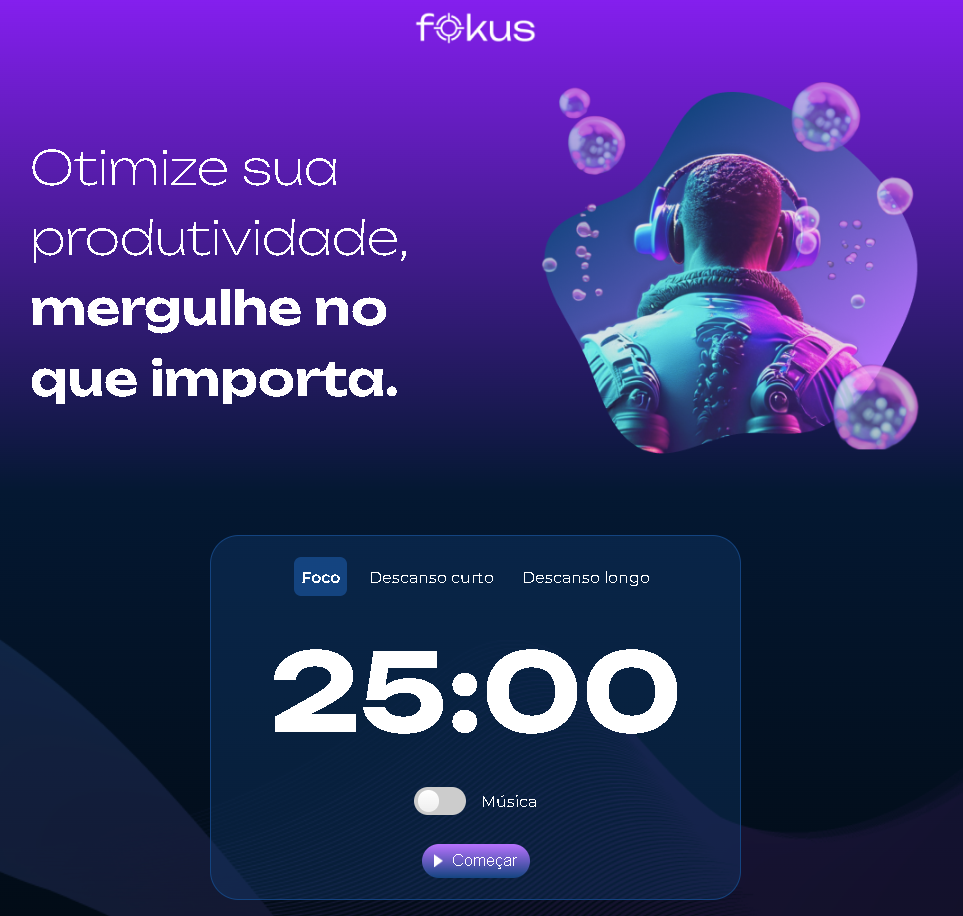 fokus
Otimize sua
produtividade,
mergulhe no
que importa.
Foco Descanso curto Descanso longo
25:00
Música
Começar